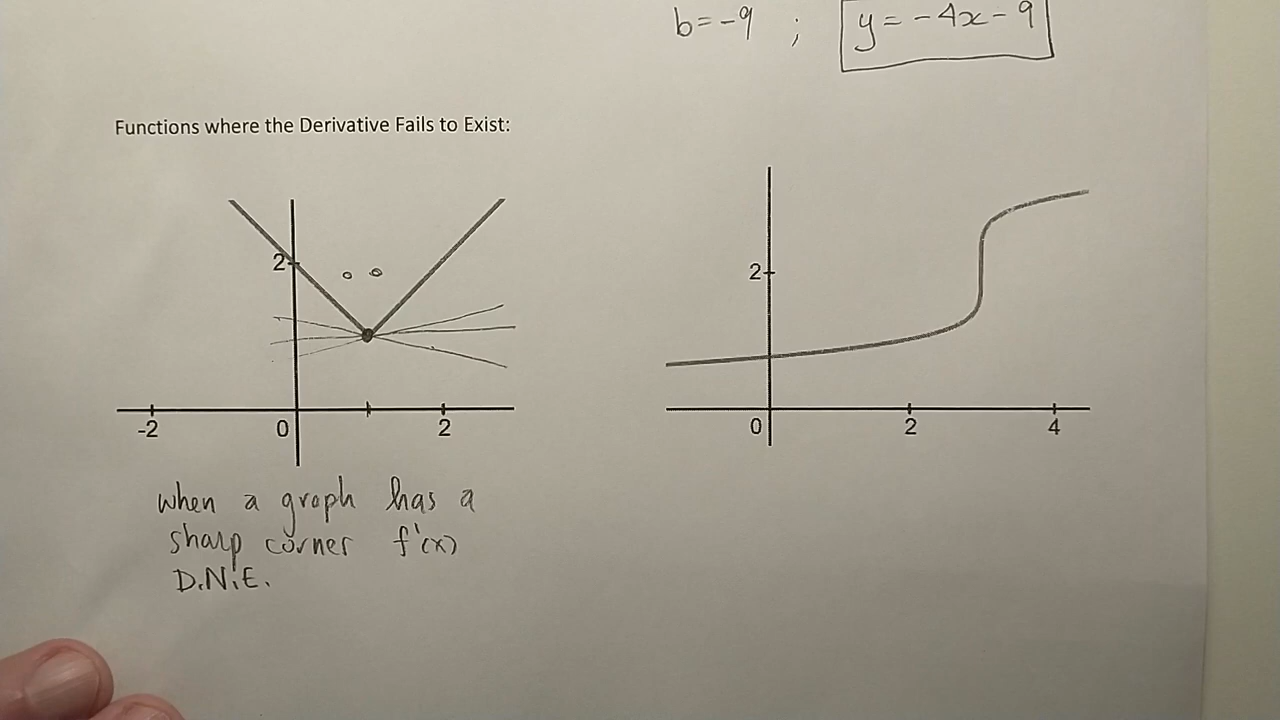 b=-9 ; y=-4x-9
Functions where the Derivative Fails to Exist:
2
-2 0 2
2
0 2 4
when a graph has a
sharp corner f'(x)
D.N.E.